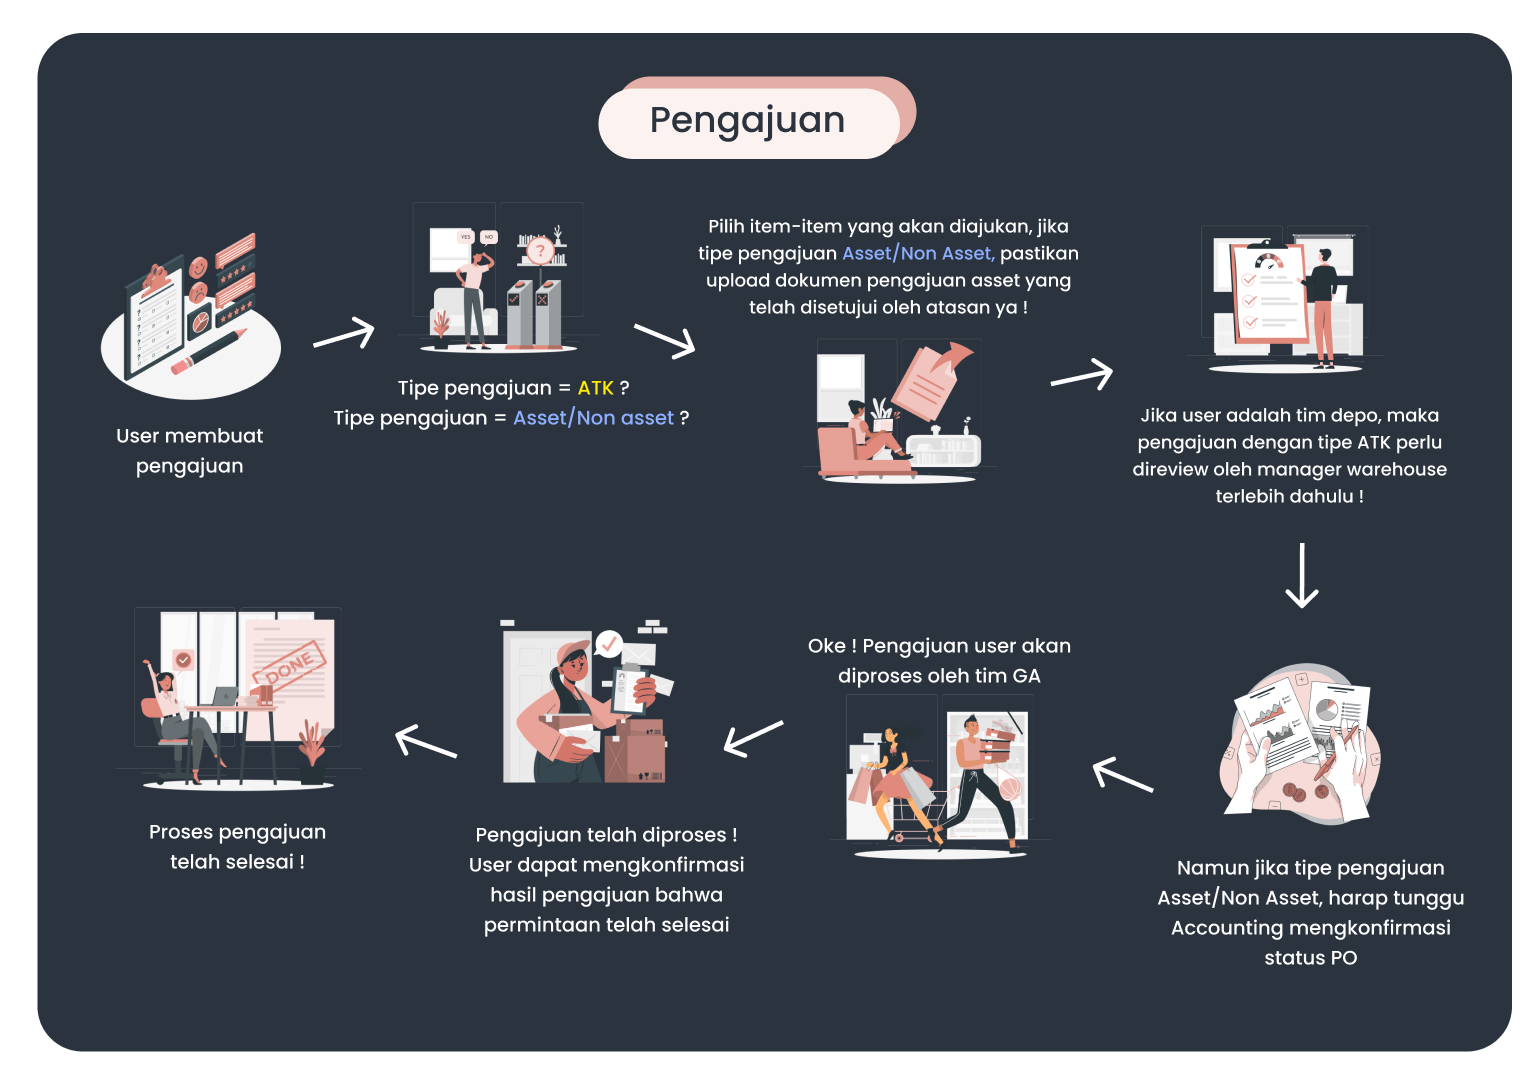 Pengajuan
User membuat
pengajuan
YES
NO
?
Tipe pengajuan = ATK ?
Tipe pengajuan = Asset/Non asset ?
Pilih item-item yang akan diajukan, jika
tipe pengajuan Asset/Non Asset, pastikan
upload dokumen pengajuan asset yang
telah disetujui oleh atasan ya !
Jika user adalah tim depo, maka
pengajuan dengan tipe ATK perlu
direview oleh manager warehouse
terlebih dahulu !
Namun jika tipe pengajuan
Asset/Non Asset, harap tunggu
Accounting mengkonfirmasi
status PO
Oke ! Pengajuan user akan
diproses oleh tim GA
Pengajuan telah diproses !
User dapat mengkonfirmasi
hasil pengajuan bahwa
permintaan telah selesai
DONE
Proses pengajuan
telah selesai !